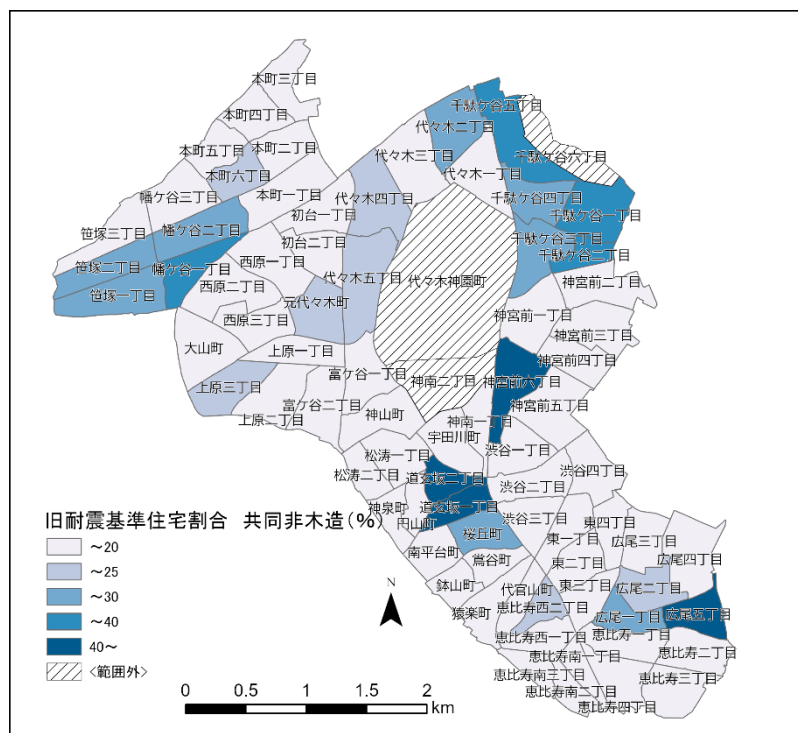 本町三丁目
本町四丁目
本町五丁目
本町二丁目
本町六丁目
幡ケ谷三丁目
本町一丁目
笹塚三丁目
幡ケ谷二丁目
初台一丁目
笹塚二丁目
幡ケ谷一丁目
初台二丁目
西原一丁目
笹塚一丁目
西原二丁目
元代々木町
西原三丁目
大山町
上原一丁目
上原三丁目
上原二丁目
千駄ケ谷五丁目
代々木二丁目
代々木三丁目
千駄ケ谷六丁目
代々木一丁目
代々木四丁目
千駄ケ谷四丁目
千駄ケ谷一丁目
千駄ケ谷三丁目
千駄ケ谷二丁目
代々木五丁目
代々木神園町
神宮前二丁目
神宮前一丁目
神宮前三丁目
神宮前四丁目
富ケ谷一丁目
神南二丁目
神宮前六丁目
富ケ谷二丁目
神山町
神宮前五丁目
神南一丁目
宇田川町
松涛一丁目
渋谷一丁目
松涛二丁目
道玄坂二丁目
渋谷四丁目
渋谷二丁目
神泉町
道玄坂一丁目
円山町
渋谷三丁目
桜丘町
東四丁目
東一丁目
広尾三丁目
南平台町
鶯谷町
東二丁目
広尾四丁目
鉢山町
代官山町
東三丁目
広尾二丁目
猿楽町
恵比寿西二丁目
広尾一丁目
広尾五丁目
恵比寿西一丁目
恵比寿一丁目
恵比寿南一丁目
恵比寿二丁目
恵比寿南三丁目
恵比寿三丁目
恵比寿南二丁目
恵比寿四丁目
旧耐震基準住宅割合 共同非木造(%)
～20
～25
～30
～40
40～
<範囲外>
N
0 0.5 1 1.5 2
km